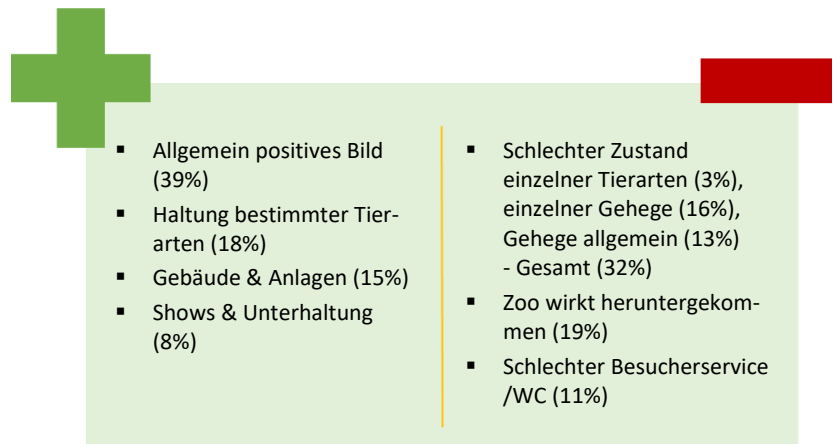 Allgemein positives Bild
(39%)
Haltung bestimmter Tier-
arten (18%)
Gebäude & Anlagen (15%)
Shows & Unterhaltung
(8%)
Schlechter Zustand
einzelner Tierarten (3%),
einzelner Gehege (16%),
Gehege allgemein (13%)
- Gesamt (32%)
Zoo wirkt heruntergekom-
men (19%)
Schlechter Besucherservice
/WC (11%)